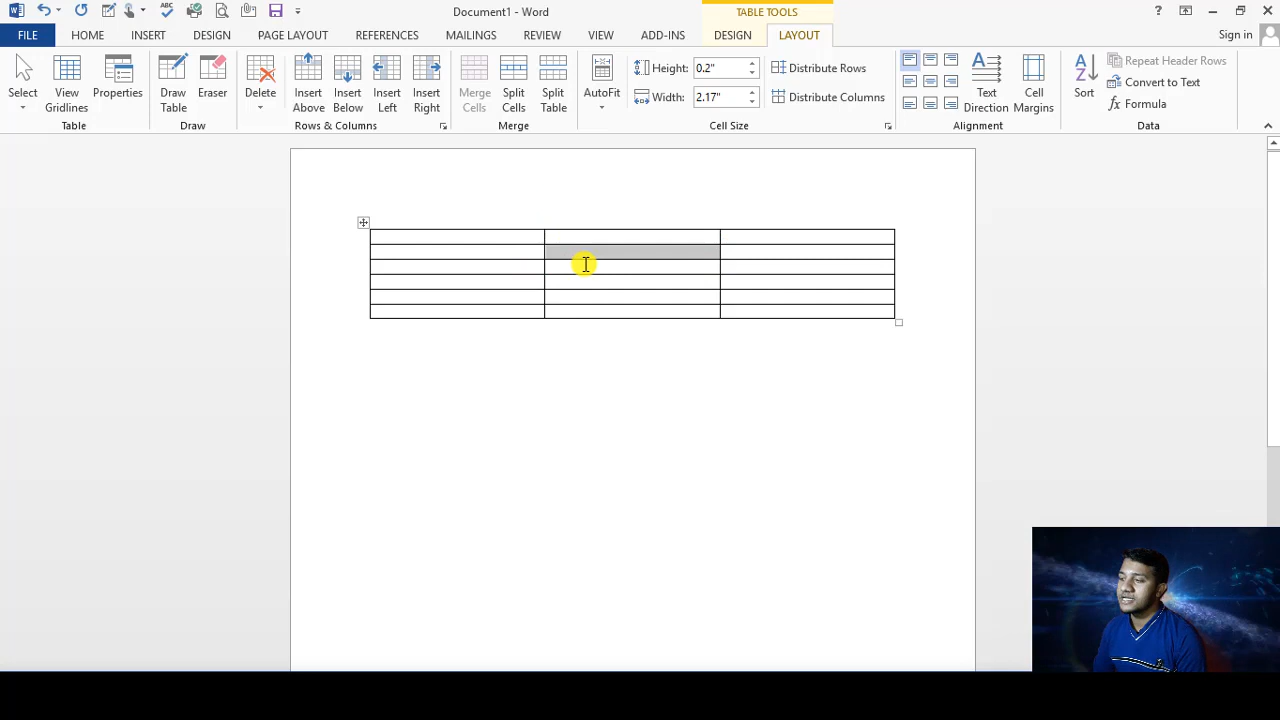 Document1 - Word
TABLE TOOLS
?
FILE HOME INSERT DESIGN PAGE LAYOUT REFERENCES MAILINGS REVIEW VIEW ADD-INS DESIGN LAYOUT
Sign in
Select
View Gridlines
Properties
Table
Draw Table
Eraser
Draw
Delete
Insert Above
Insert Below
Insert Left
Insert Right
Rows & Columns
Merge Cells
Split Cells
Split Table
Merge
AutoFit
Height: 0.2"
Width: 2.17"
Distribute Rows
Distribute Columns
Cell Size
Text Direction
Cell Margins
Alignment
Sort
Repeat Header Rows
Convert to Text
fx Formula
Data